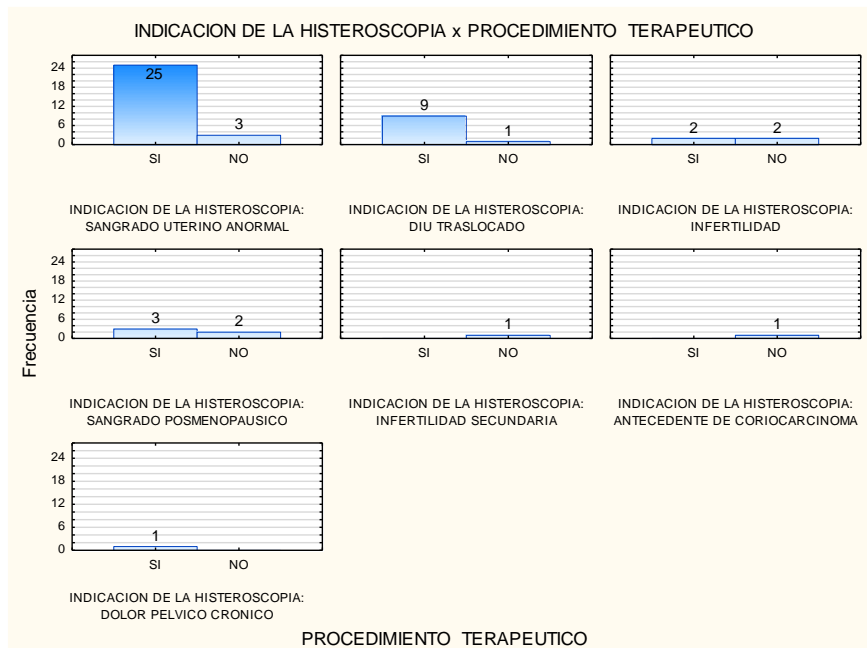 INDICACION DE LA HISTEROSCOPIA x PROCEDIMIENTO TERAPEUTICO
Frecuencia
24
18
12
6
0
25
3
SI NO
INDICACION DE LA HISTEROSCOPIA:
SANGRADO UTERINO ANORMAL
9
1
SI NO
INDICACION DE LA HISTEROSCOPIA:
DIU TRASLOCADO
2 2
SI NO
INDICACION DE LA HISTEROSCOPIA:
INFERTILIDAD
24
18
12
6
0
3
2
SI NO
INDICACION DE LA HISTEROSCOPIA:
SANGRADO POSMENOPAUSICO
1
SI NO
INDICACION DE LA HISTEROSCOPIA:
INFERTILIDAD SECUNDARIA
1
SI NO
INDICACION DE LA HISTEROSCOPIA:
ANTECEDENTE DE CORIOCARCINOMA
24
18
12
6
0
1
SI NO
INDICACION DE LA HISTEROSCOPIA:
DOLOR PELVICO CRONICO
PROCEDIMIENTO TERAPEUTICO